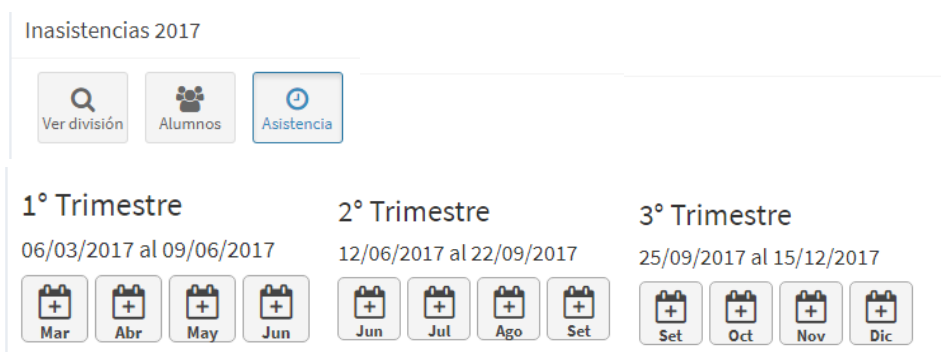 Inasistencias 2017
Ver división
Alumnos
Asistencia
1° Trimestre
06/03/2017 al 09/06/2017
Mar Abr May Jun
2° Trimestre
12/06/2017 al 22/09/2017
Jun Jul Ago Set
3° Trimestre
25/09/2017 al 15/12/2017
Set Oct Nov Dic